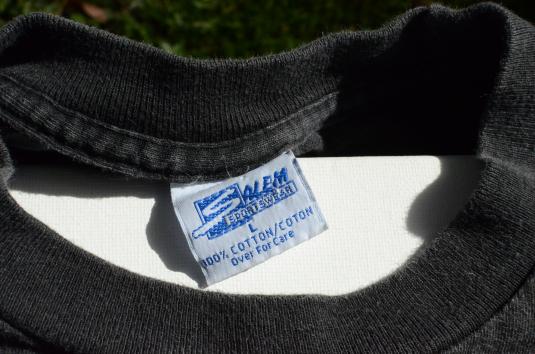 SALEM
SPORTSWEAR
L
100% COTTON/COTON
Over For Care